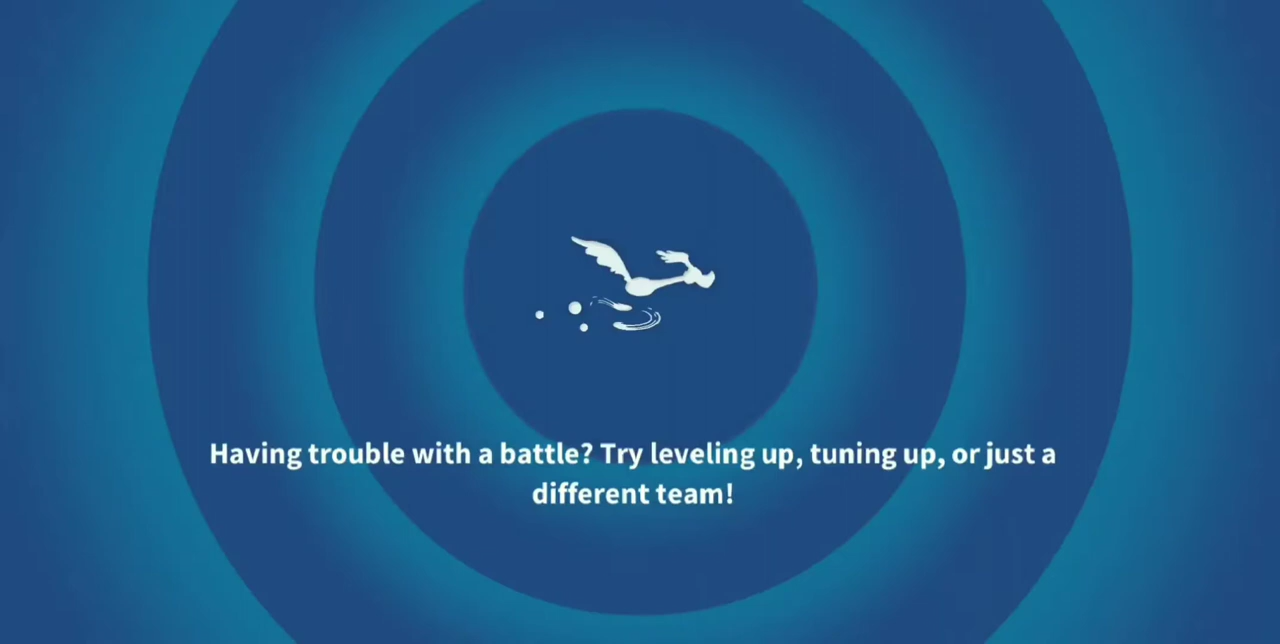 Having trouble with a battle? Try leveling up, tuning up, or just a
different team!